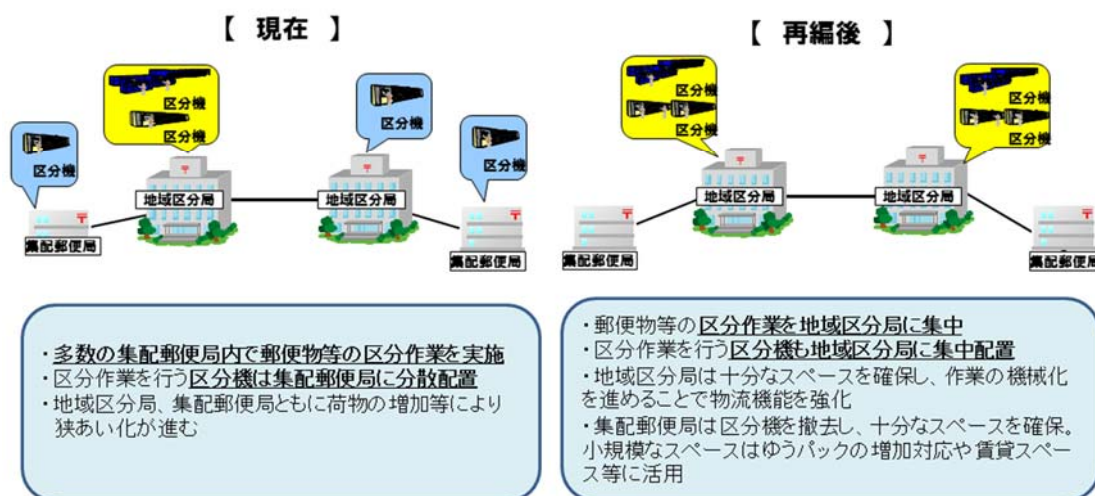 【 現在 】
区分機
区分機
区分機
区分機
区分機
地域区分局
地域区分局
集配郵便局
集配郵便局
・多数の集配郵便局内で郵便物等の区分作業を実施
・区分作業を行う区分機は集配郵便局に分散配置
・地域区分局、集配郵便局ともに荷物の増加等により
狭あい化が進む
【 再編後 】
区分機
区分機
区分機
区分機
地域区分局
地域区分局
集配郵便局
集配郵便局
・郵便物等の区分作業を地域区分局に集中
・区分作業を行う区分機も地域区分局に集中配置
・地域区分局は十分なスペースを確保し、作業の機械化
を進めることで物流機能を強化
・集配郵便局は区分機を撤去し、十分なスペースを確保。
小規模なスペースはゆうパックの増加対応や賃貸スペー
ス等に活用